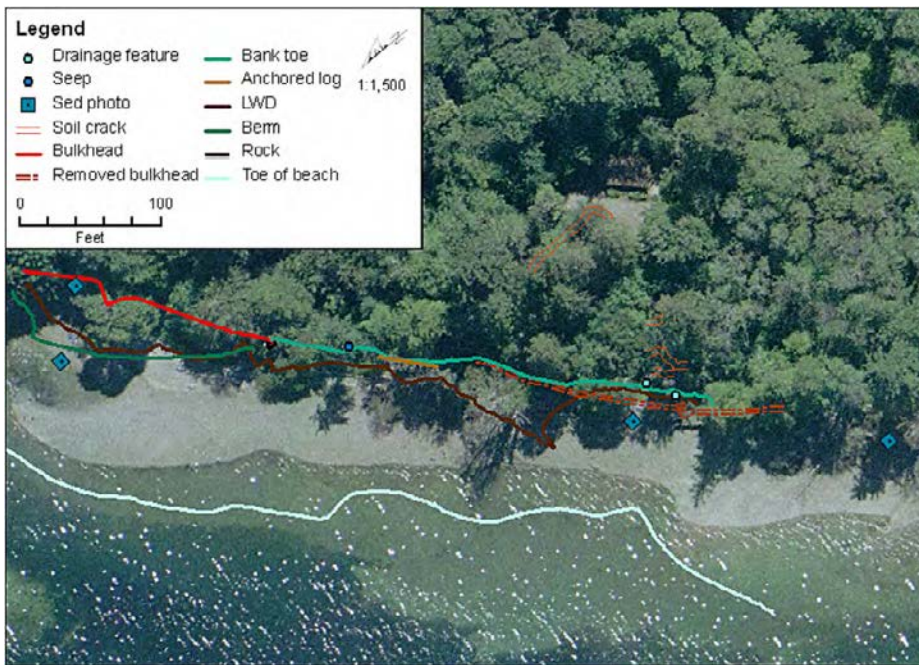 Legend
Drainage feature
Seep
Sed photo
Soil crack
Bulkhead
Removed bulkhead
Bank toe
Anchored log
LWD
Berm
Rock
Toe of beach
1:1,500
0 100
Feet